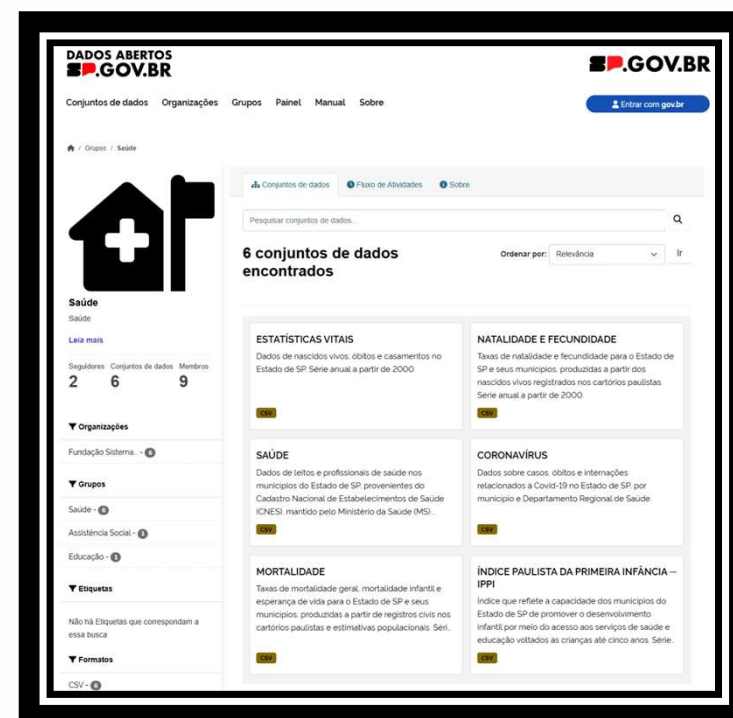 DADOS ABERTOS
SP.GOV.BR
SP.GOV.BR
Conjuntos de dados Organizações Grupos Painel Manual Sobre
Entrar com gov.br
/ Grupos / Saúde
Saúde
Saúde
Leia mais
Seguidores Conjuntos de dados Membros
2 6 9
Organizações
Fundação Sistema... - 6
Grupos
Saúde - 6
Assistência Social - 1
Educação - 1
Etiquetas
Não há Etiquetas que correspondam a
essa busca
Formatos
CSV - 6
Conjuntos de dados Fluxo de Atividades Sobre
Pesquisar conjuntos de dados...
6 conjuntos de dados
encontrados
Ordenar por: Relevância Ir
ESTATÍSTICAS VITAIS
Dados de nascidos vivos, óbitos e casamentos no
Estado de SP. Série anual a partir de 2000.
CSV
NATALIDADE E FECUNDIDADE
Taxas de natalidade e fecundidade para o Estado de
SP e seus municípios, produzidas a partir dos
nascidos vivos registrados nos cartórios paulistas.
Série anual a partir de 2000.
CSV
SAÚDE
Dados de leitos e profissionais de saúde nos
municípios do Estado de SP, provenientes do
Cadastro Nacional de Estabelecimentos de Saúde
(CNES), mantido pelo Ministério da Saúde (MS)...
CSV
CORONAVÍRUS
Dados sobre casos, óbitos e internações
relacionados à Covid-19 no Estado de SP, por
município e Departamento Regional de Saúde.
CSV
MORTALIDADE
Taxas de mortalidade geral, mortalidade infantil e
esperança de vida para o Estado de SP e seus
municípios, produzidas a partir de registros civis nos
cartórios paulistas e estimativas populacionais. Séri...
CSV
ÍNDICE PAULISTA DA PRIMEIRA INFÂNCIA –
IPPI
Índice que reflete a capacidade dos municípios do
Estado de SP de promover o desenvolvimento
infantil por meio do acesso aos serviços de saúde e
educação voltados às crianças até cinco anos. Série...
CSV